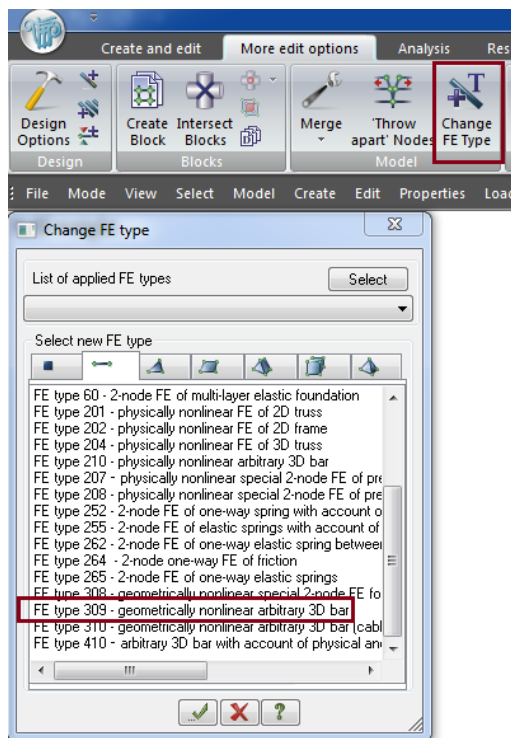 Create and edit More edit options Analysis Res
Design Options
Create Block
Intersect Blocks
Merge
'Throw apart' Nodes
Change FE Type
Design Blocks Model
File Mode View Select Model Create Edit Properties Loa
Change FE type
List of applied FE types Select
Select new FE type
FE type 60 - 2-node FE of multi-layer elastic foundation
FE type 201 - physically nonlinear FE of 2D truss
FE type 202 - physically nonlinear FE of 2D frame
FE type 204 - physically nonlinear FE of 3D truss
FE type 210 - physically nonlinear arbitrary 3D bar
FE type 207 - physically nonlinear special 2-node FE of pre
FE type 208 - physically nonlinear special 2-node FE of pre
FE type 252 - 2-node FE of one-way spring with account o
FE type 255 - 2-node FE of elastic springs with account of
FE type 262 - 2-node FE of one-way elastic spring between
FE type 264 - 2-node one-way FE of friction
FE type 265 - 2-node FE of one-way elastic springs
FE type 308 - geometrically nonlinear special 2-node FE fo
FE type 309 - geometrically nonlinear arbitrary 3D bar
FE type 310 - geometrically nonlinear arbitrary 3D bar (cabl
FE type 410 - arbitrary 3D bar with account of physical an